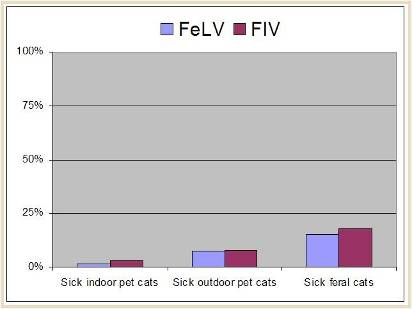 FeLV FIV
100%
75%
50%
25%
0%
Sick indoor pet cats Sick outdoor pet cats Sick feral cats